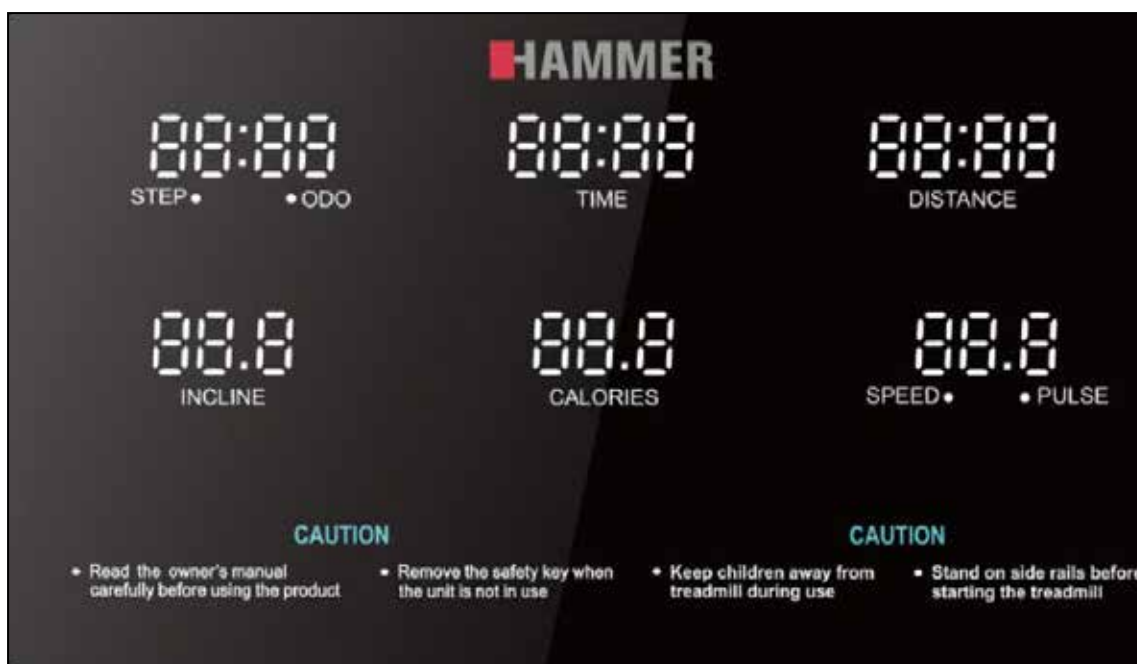 HAMMER
88:88 88:88 88:88
STEP• •ODO TIME DISTANCE
88.8 88.8 88.8
INCLINE CALORIES SPEED• •PULSE
CAUTION CAUTION
• Read the owner's manual • Remove the safety key when • Keep children away from • Stand on side rails before
carefully before using the product the unit is not in use treadmill during use starting the treadmill